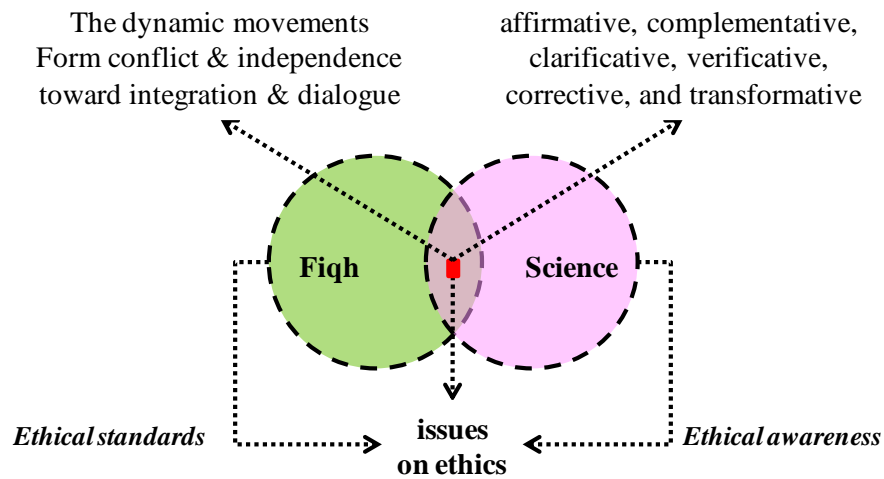 The dynamic movements
Form conflict & independence
toward integration & dialogue
affirmative, complementative,
clarificative, verificative,
corrective, and transformative
Fiqh
Science
Ethical standards
issues
on ethics
Ethical awareness